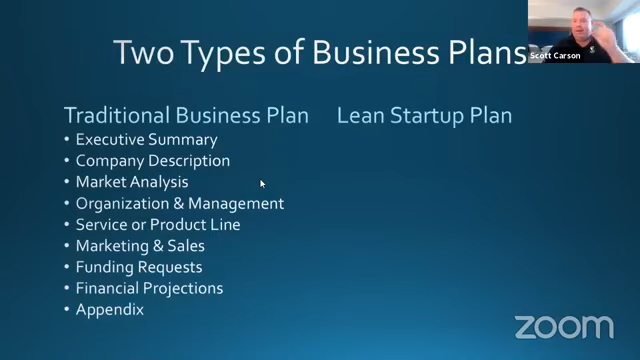 Two Types of Business Plans
Scott Carson
Traditional Business Plan
• Executive Summary
• Company Description
• Market Analysis
• Organization & Management
• Service or Product Line
• Marketing & Sales
• Funding Requests
• Financial Projections
• Appendix
Lean Startup Plan
zoom